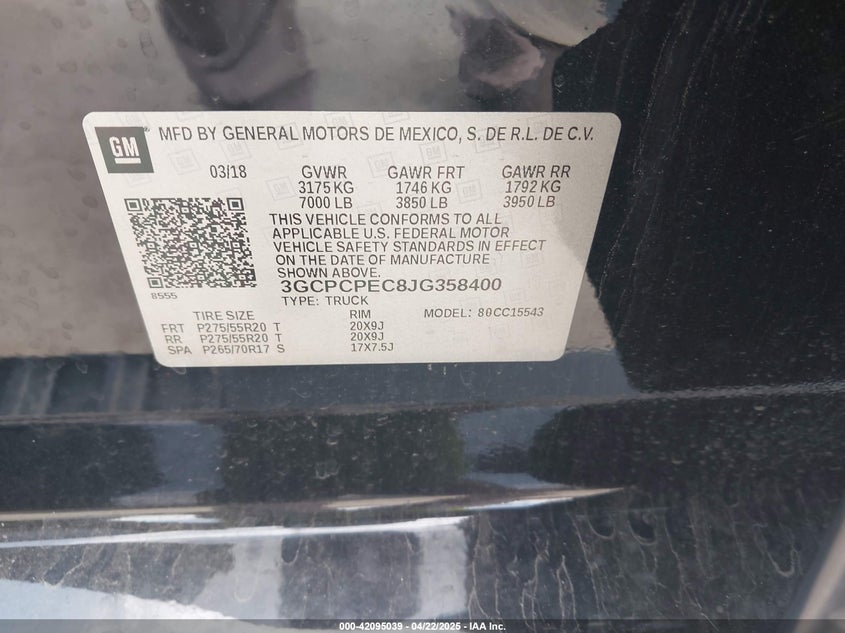 GM
MFD BY GENERAL MOTORS DE MEXICO, S. DE R.L. DE C.V.
03/18 GVWR GAWR FRT GAWR RR
3175 KG 1746 KG 1792 KG
7000 LB 3850 LB 3950 LB
THIS VEHICLE CONFORMS TO ALL
APPLICABLE U.S. FEDERAL MOTOR
VEHICLE SAFETY STANDARDS IN EFFECT
ON THE DATE OF MANUFACTURE
SHOWN ABOVE.
8555
3GCPCPEC8JG358400
TYPE: TRUCK MODEL: 80CC15543
TIRE SIZE RIM
FRT P275/55R20 T 20X9J
RR P275/55R20 T 20X9J
SPA P265/70R17 S 17X7.5J
000-42095039 - 04/22/2025 - IAA Inc.